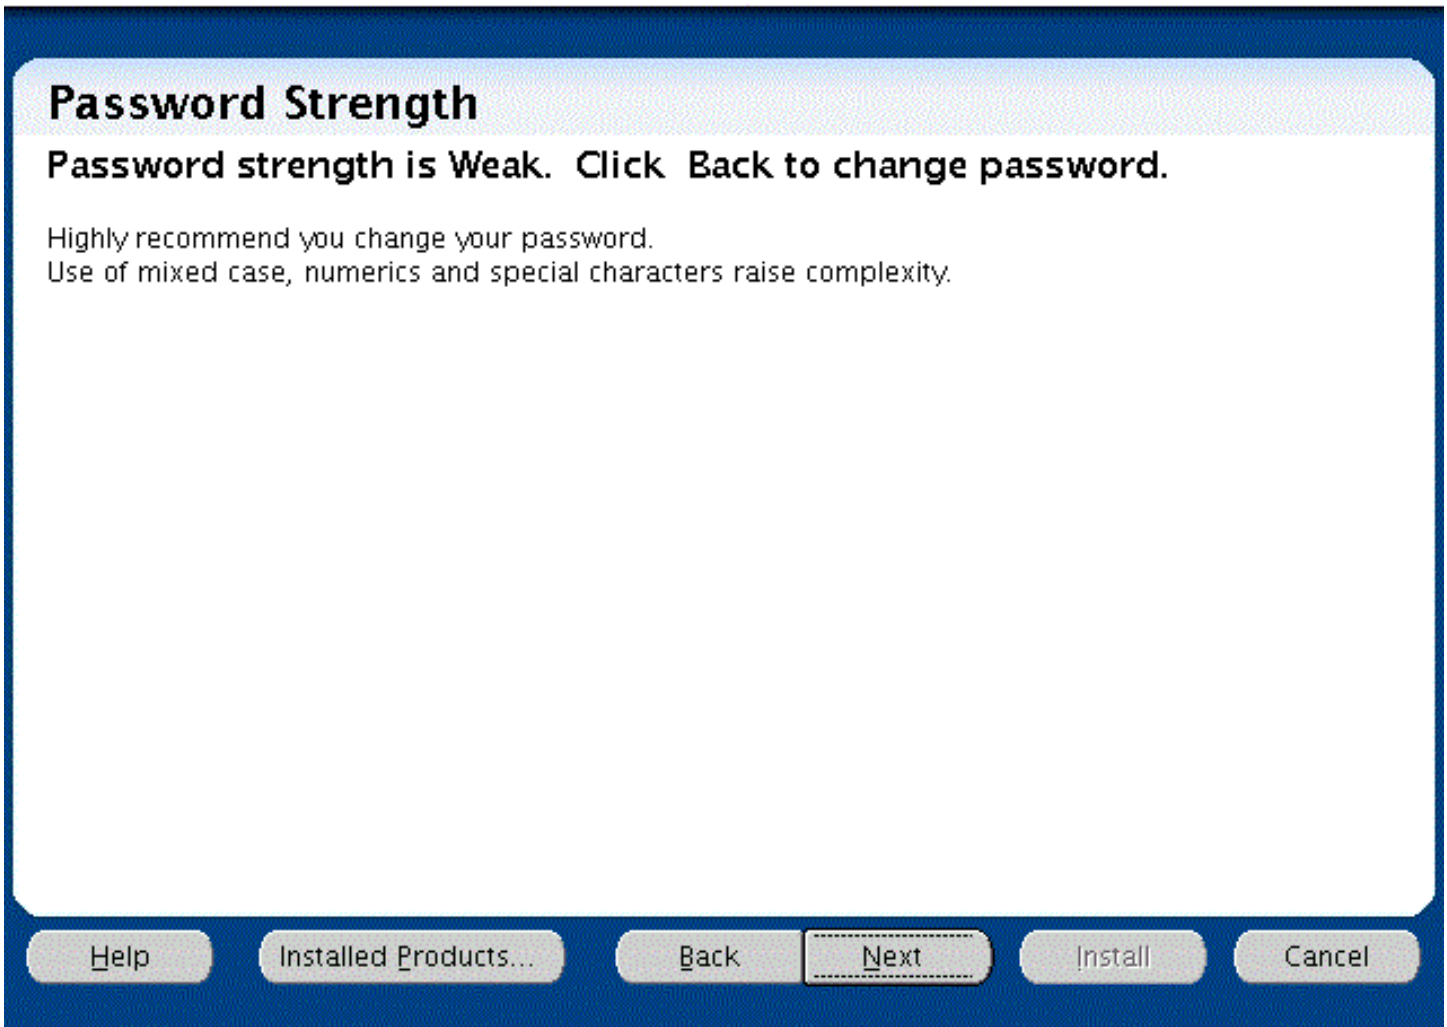 Password Strength
Password strength is Weak.  Click  Back to change password.
Highly recommend you change your password.
Use of mixed case, numerics and special characters raise complexity.
Help
Installed Products...
Back
Next
Install
Cancel